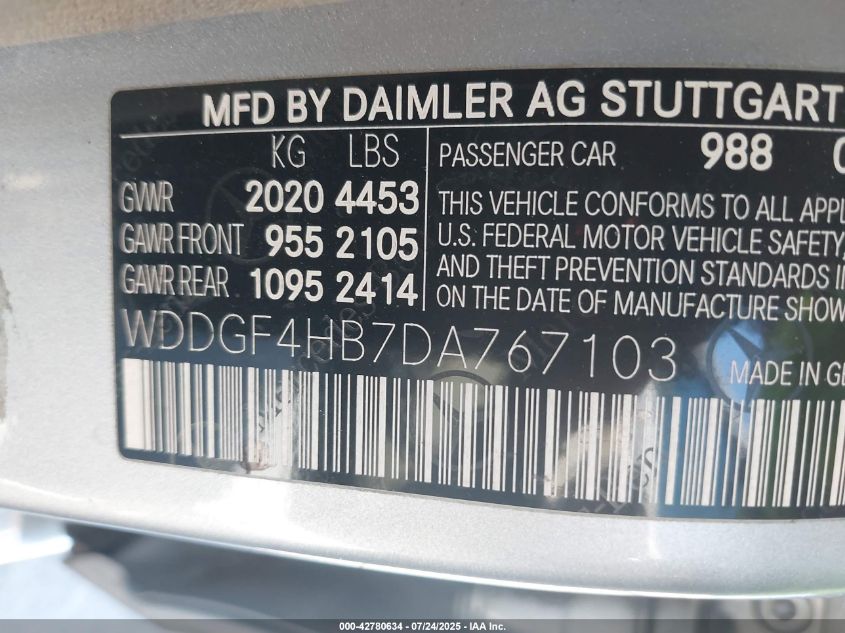 MFD BY DAIMLER AG STUTTGART
KG LBS
GVWR 2020 4453
GAWR FRONT 955 2105
GAWR REAR 1095 2414
PASSENGER CAR 988
THIS VEHICLE CONFORMS TO ALL APPL
U.S. FEDERAL MOTOR VEHICLE SAFETY,
AND THEFT PREVENTION STANDARDS I
ON THE DATE OF MANUFACTURE SHOW
WDDGF4HB7DA767103
MADE IN GE
000-42780634 / 07/24/2025 - IAA Inc.